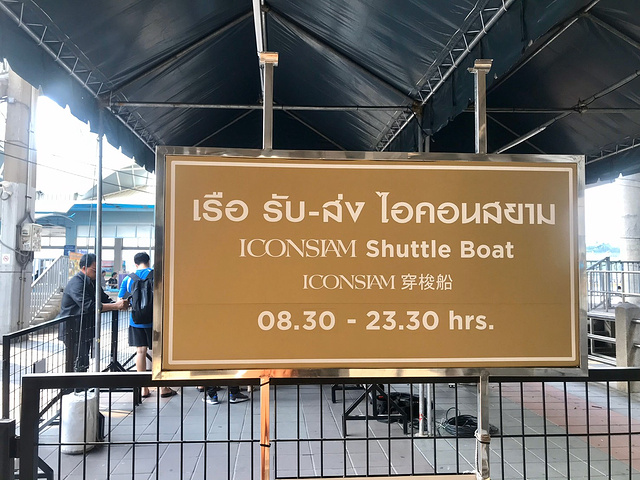 เรือ รับ-ส่ง ไอคอนสยาม
ICONSIAM Shuttle Boat
ICONSIAM 穿梭船
08.30 - 23.30 hrs.